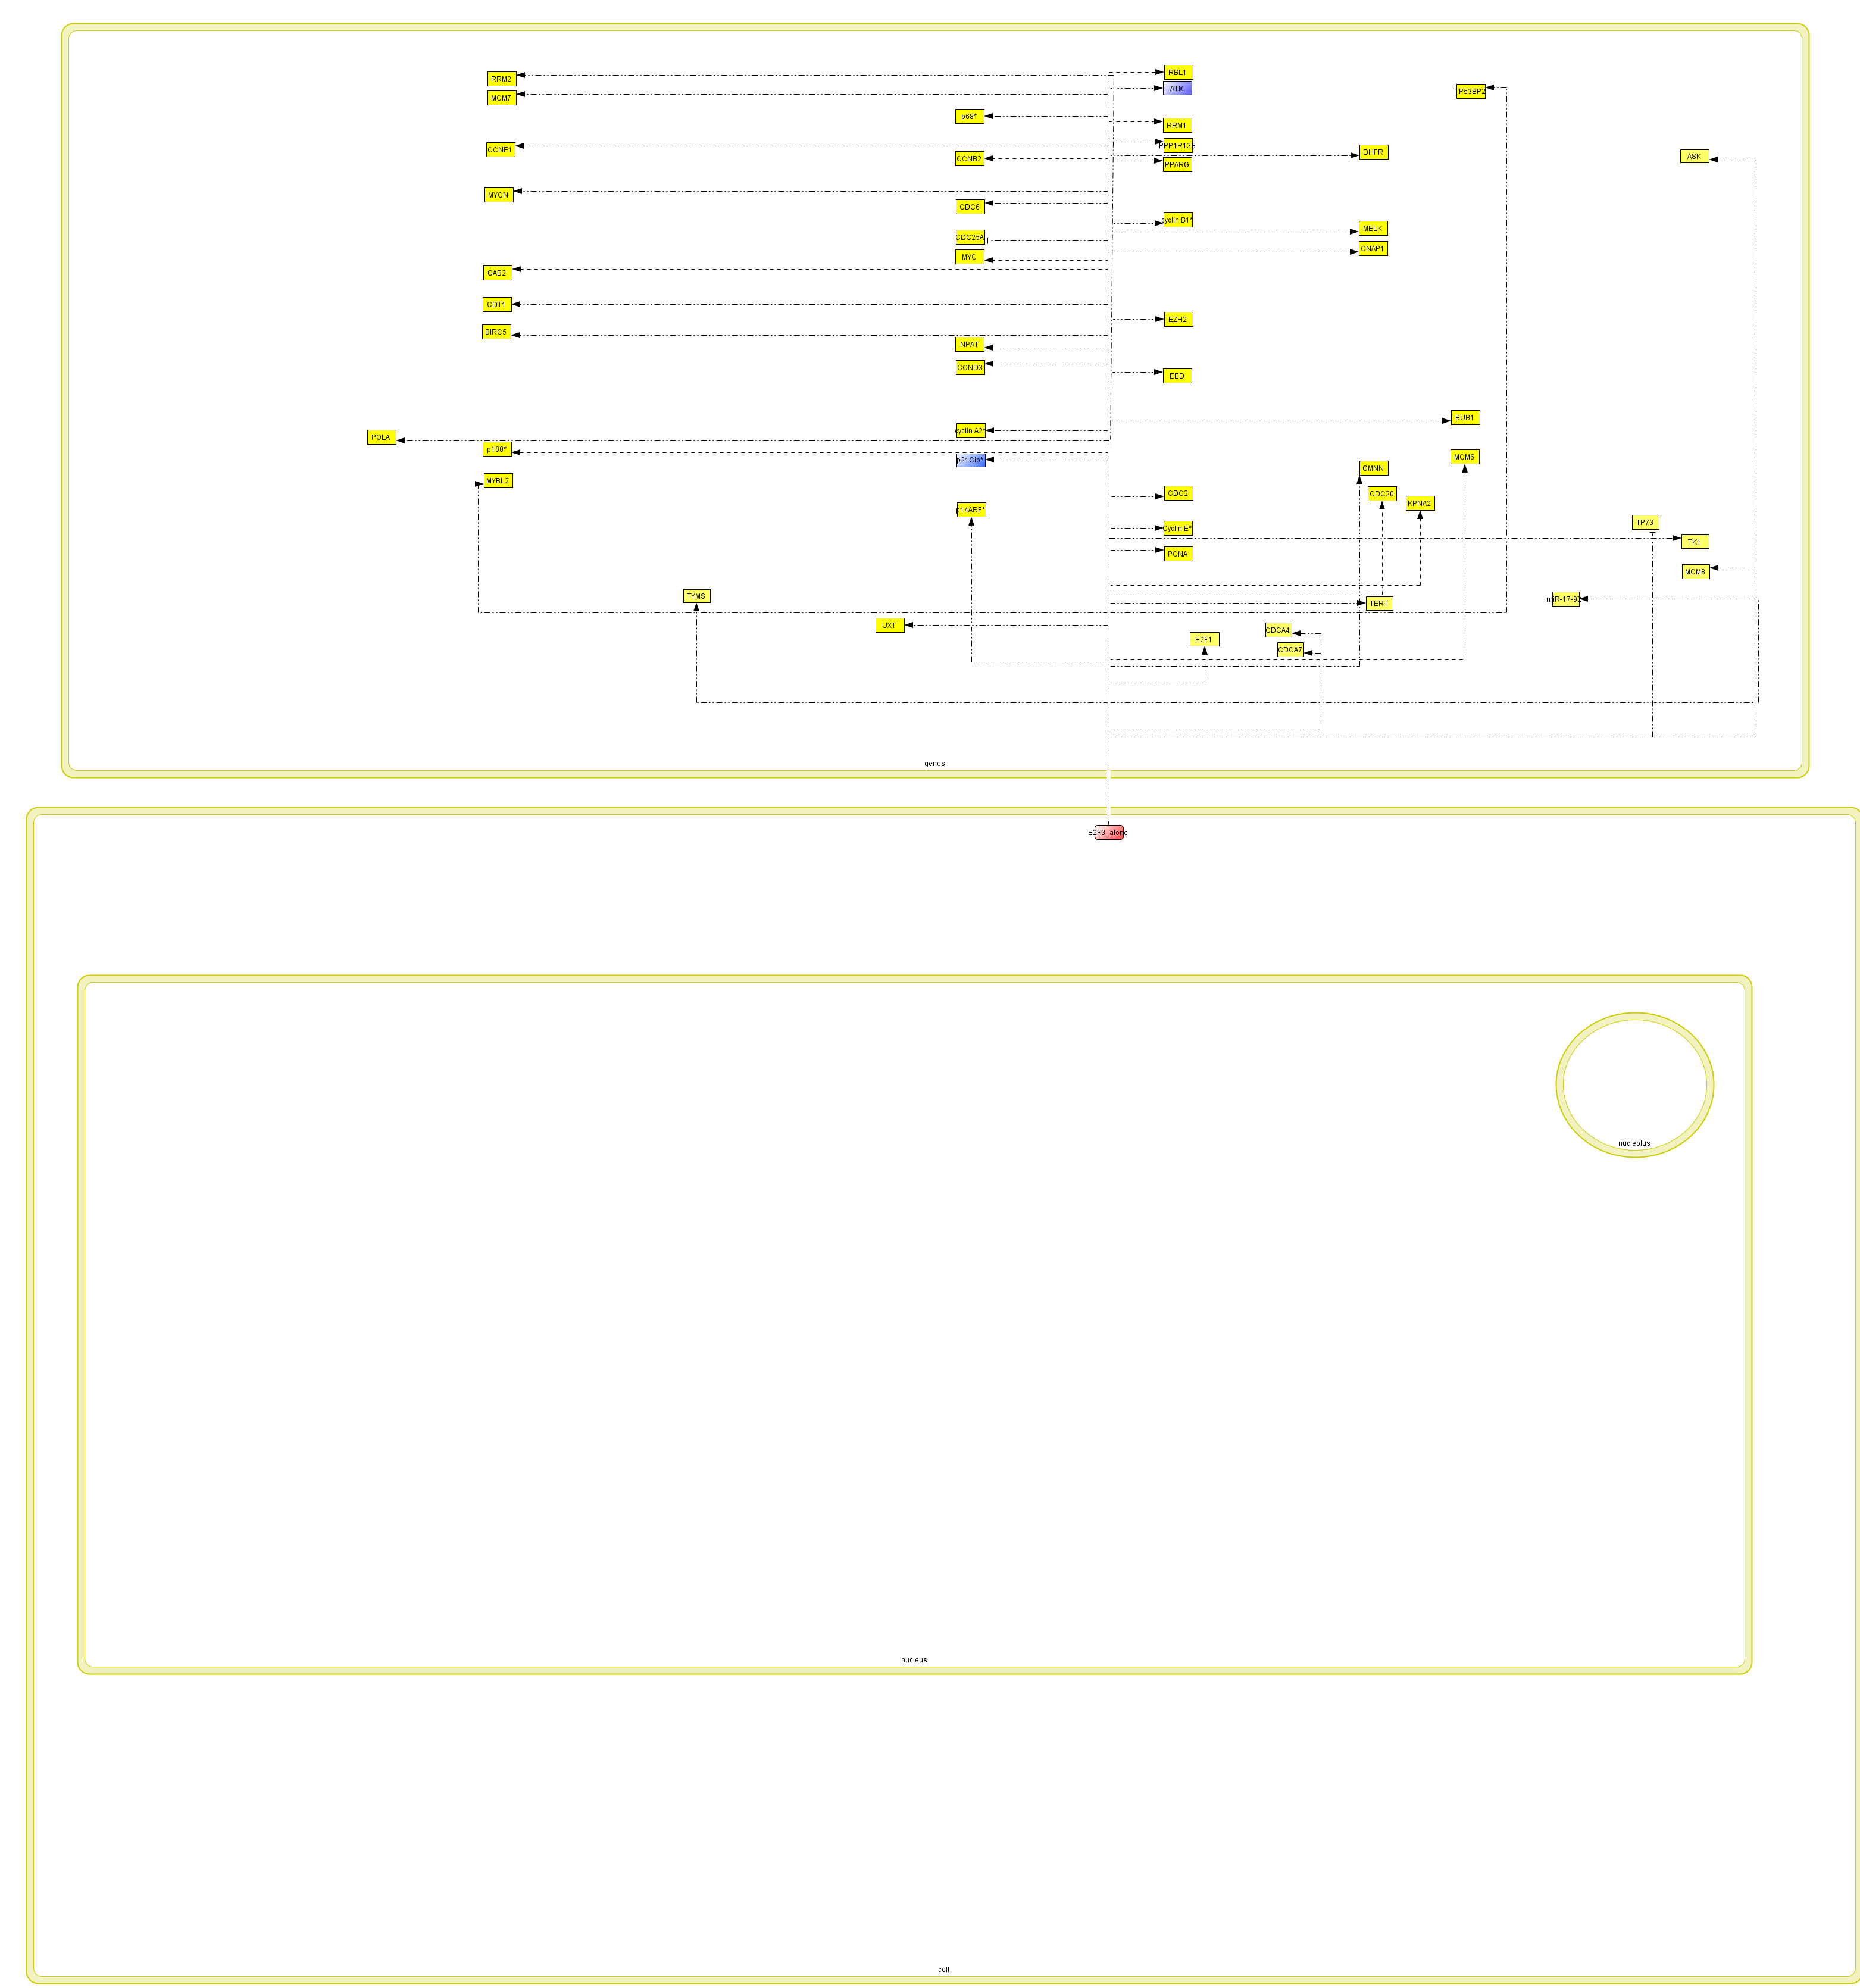 RBL1
RRM2
ATM
TP53BP2
MCM7
p68*
RRM1
PPP1R13B
CCNE1
DHFR
CCNB2
ASK
PPARG
MYCN
CDC6
cyclin B1*
MELK
CDC25A
CNAP1
MYC
GAB2
CDT1
EZH2
BIRC5
NPAT
CCND3
EED
BUB1
cyclin A2*
POLA
p180*
MCM6
p21Cip*
GMNN
MYBL2
CDC2
CDC20
KPNA2
p14ARF*
TP73
Cyclin E*
TK1
PCNA
MCM8
TYMS
miR-17-92
TERT
UXT
CDCA4
E2F1
CDCA7
genes
E2F3_alone
nucleolus
nucleus
cell